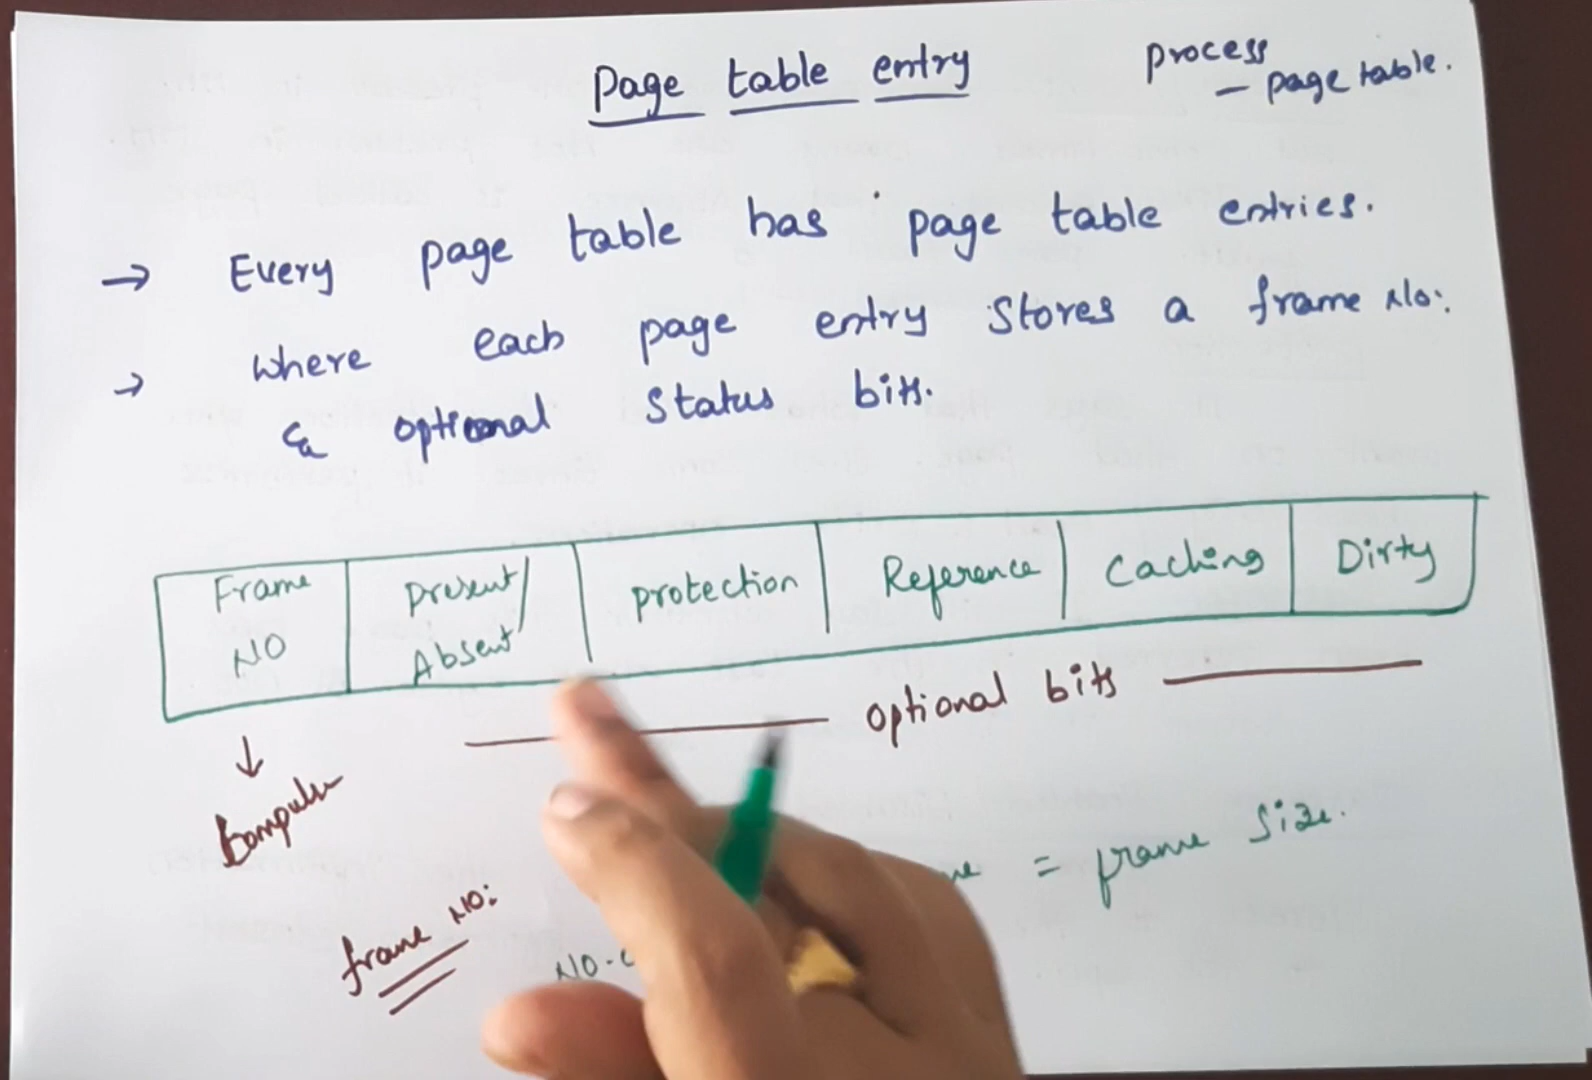 Page table entry
process
- page table.
→ Every page table has page table entries.
→ where each page entry stores a frame No:
& optional status bits.
Frame NO
Present/ Absent
protection
Reference
Caching
Dirty
optional bits
frame NO:
= frame size.
NO.